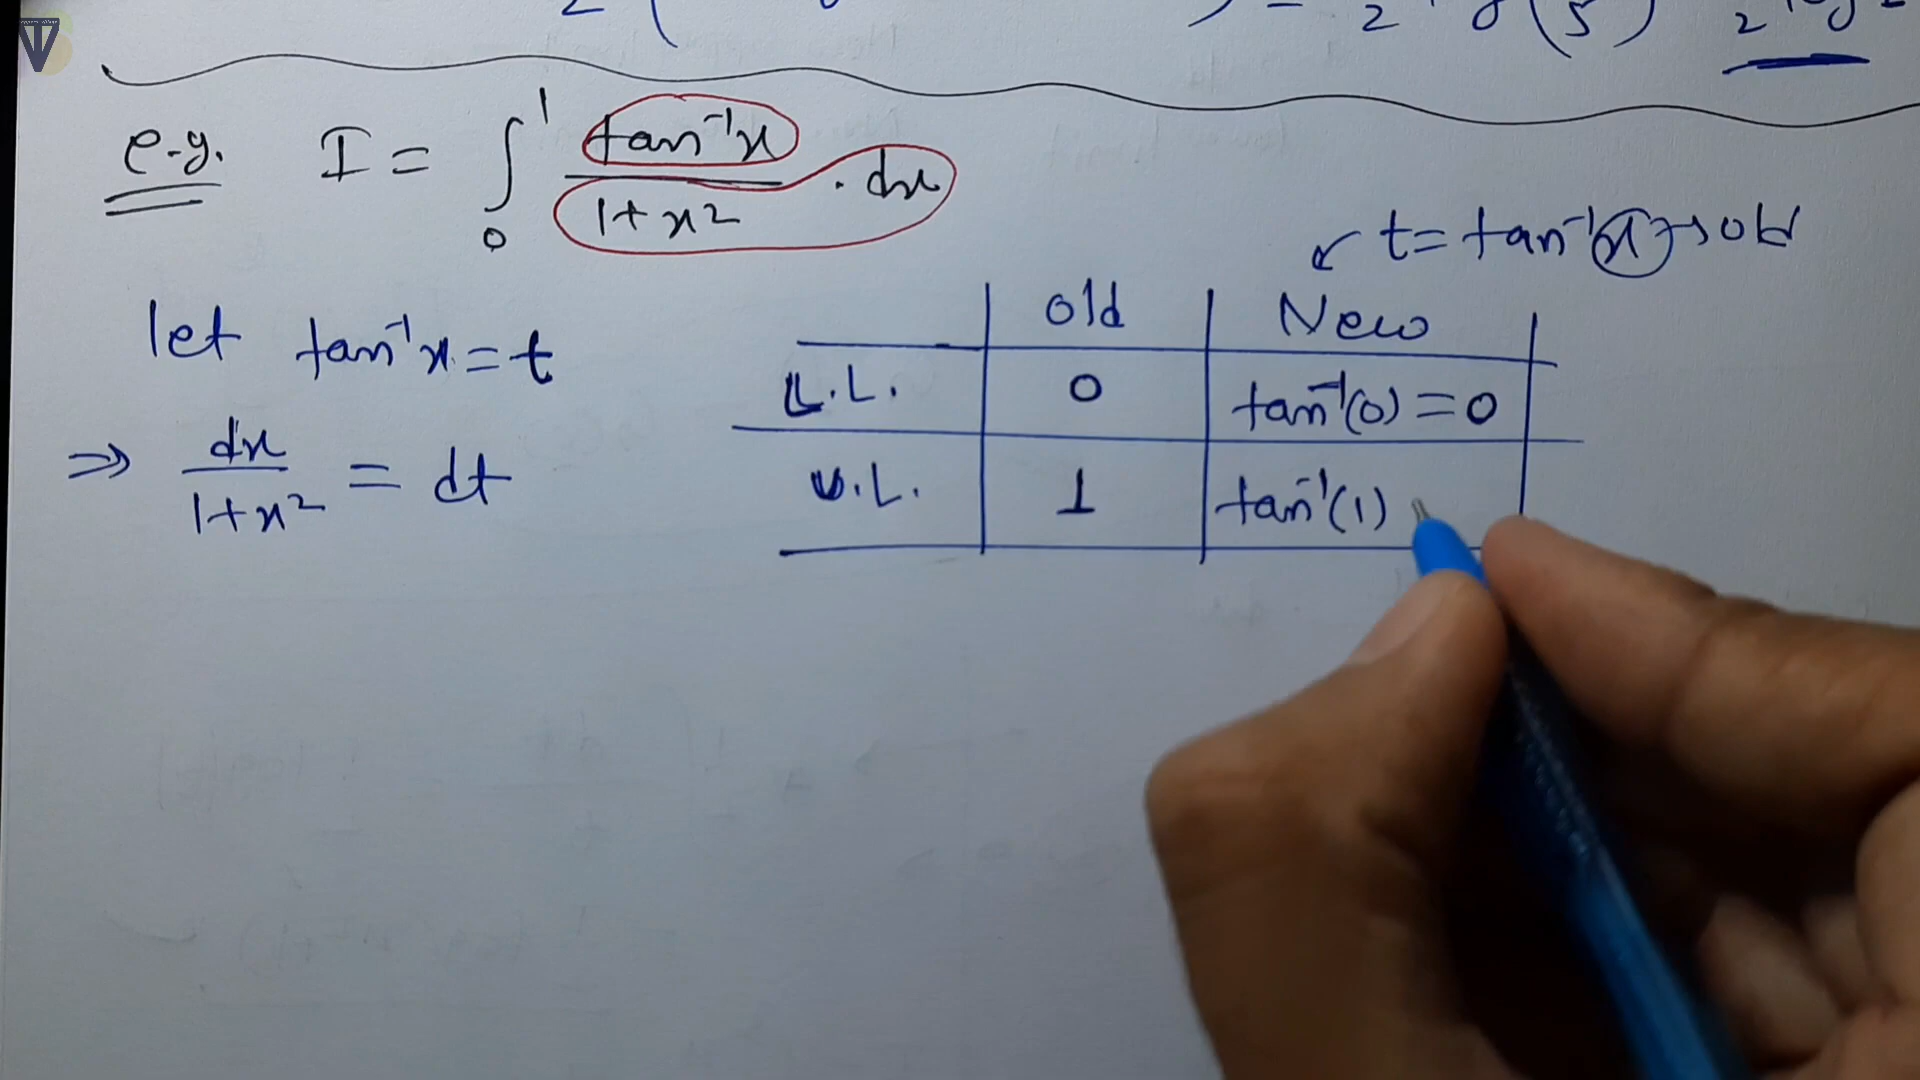 e.g. I = ∫₀¹ tan⁻¹x / 1+x² . dx
t = tan⁻¹x → old
let tan⁻¹x = t
⇒ dx / 1+x² = dt
old New
L.L. 0 tan⁻¹(0) = 0
U.L. 1 tan⁻¹(1)